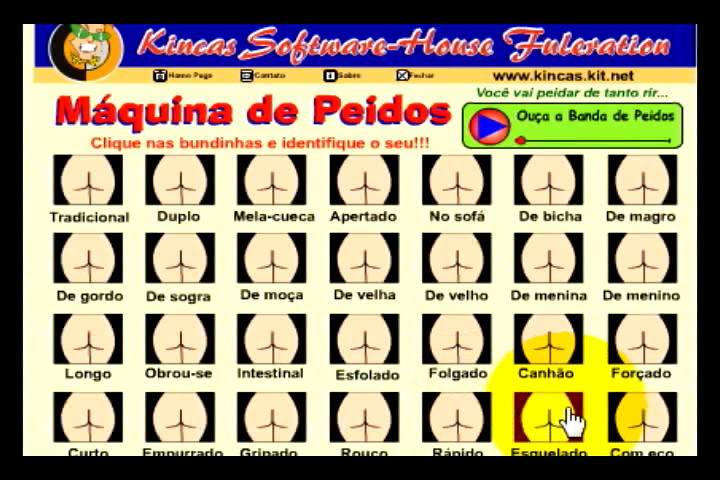 Kincas Software-House Fuleration
Home Page Contato Sobre Fechar www.kincas.kit.net
Você vai peidar de tanto rir...
Máquina de Peidos
Ouça a Banda de Peidos
Clique nas bundinhas e identifique o seu!!!
Tradicional Duplo Mela-cueca Apertado No sofá De bicha De magro
De gordo De sogra De moça De velha De velho De menina De menino
Longo Obrou-se Intestinal Esfolado Folgado Canhão Forçado
Curto Empurrado Gripado Rouco Rápido Esguelado Com eco